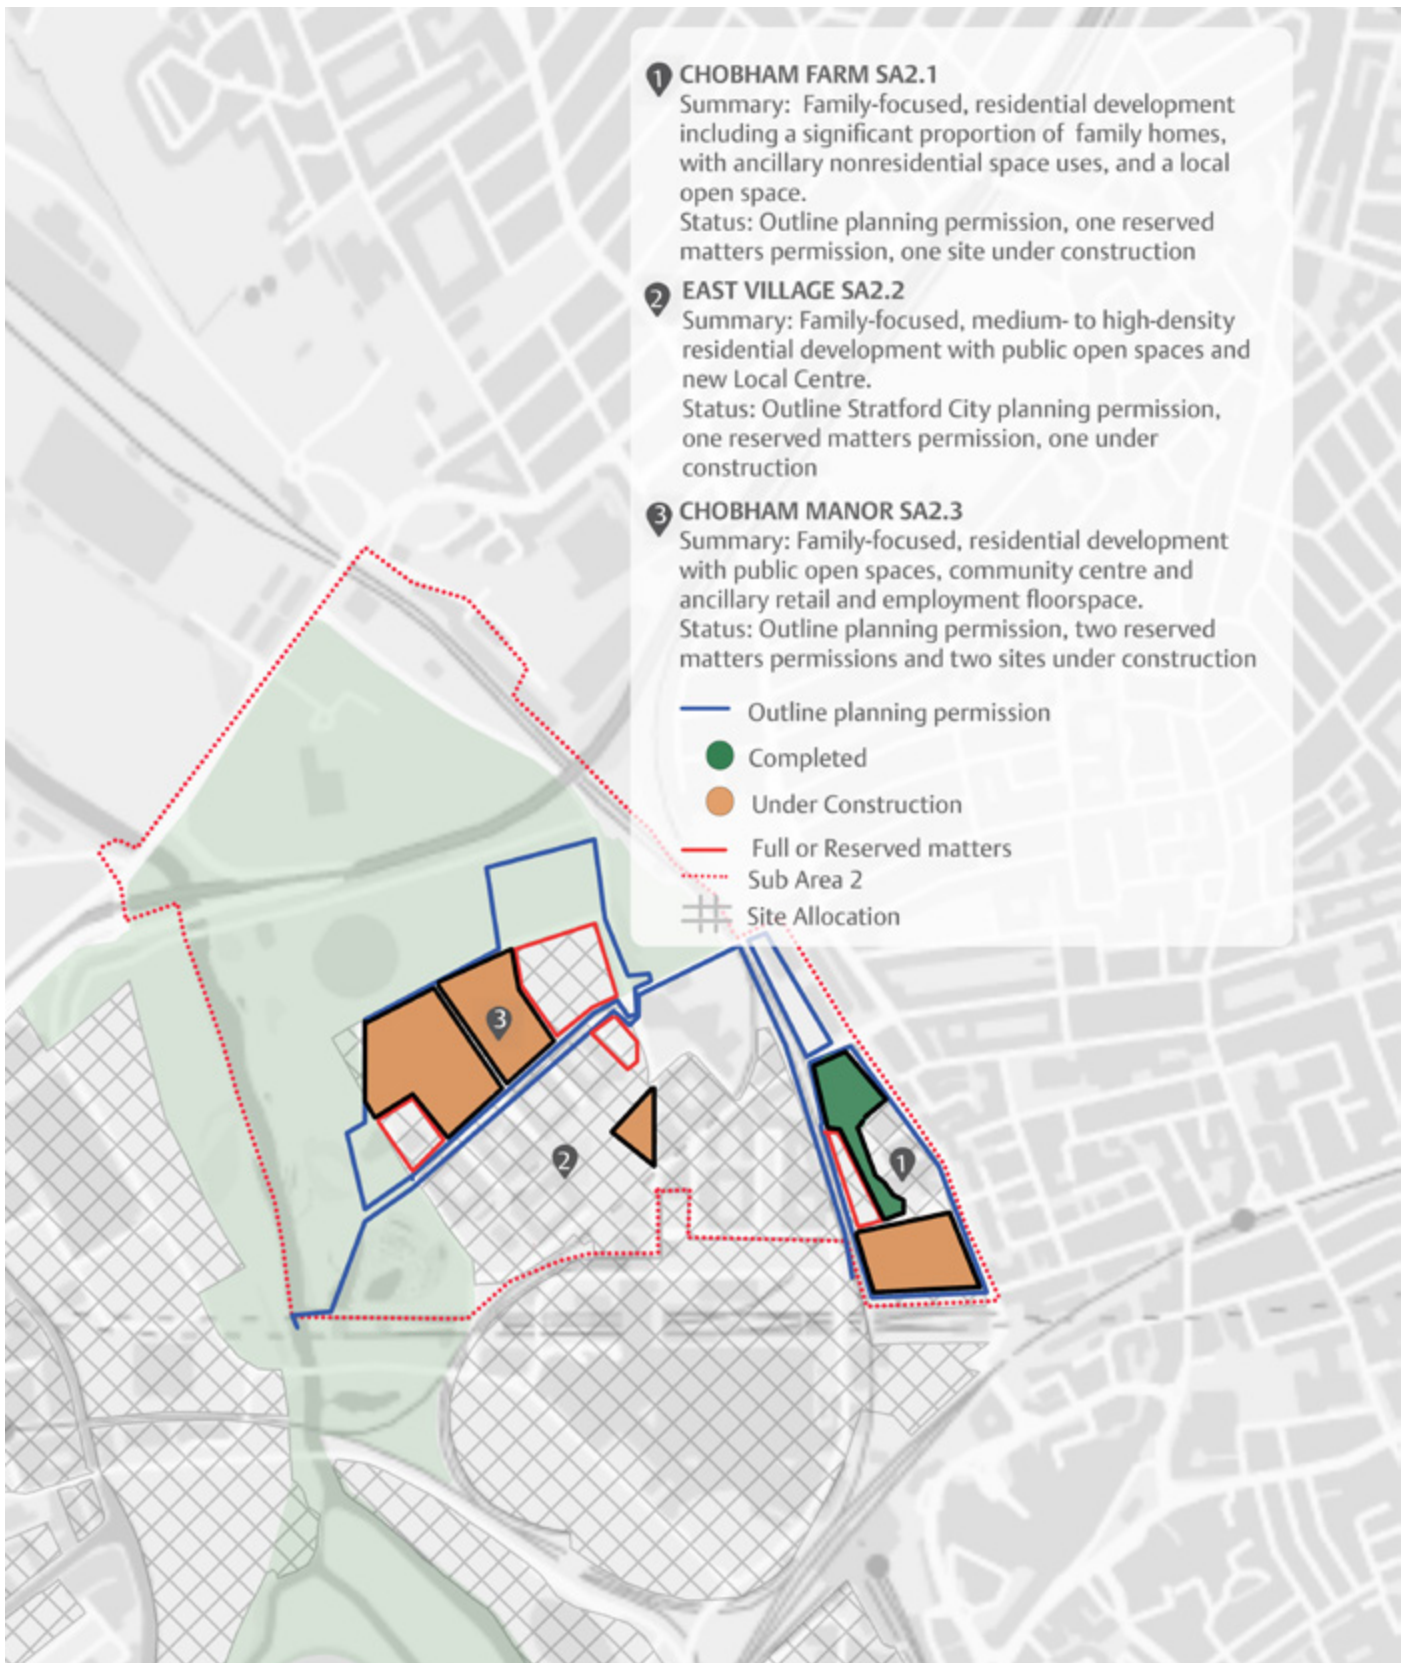 1 CHOBHAM FARM SA2.1
Summary: Family-focused, residential development
including a significant proportion of family homes,
with ancillary nonresidential space uses, and a local
open space.
Status: Outline planning permission, one reserved
matters permission, one site under construction
2 EAST VILLAGE SA2.2
Summary: Family-focused, medium- to high-density
residential development with public open spaces and
new Local Centre.
Status: Outline Stratford City planning permission,
one reserved matters permission, one under
construction
3 CHOBHAM MANOR SA2.3
Summary: Family-focused, residential development
with public open spaces, community centre and
ancillary retail and employment floorspace.
Status: Outline planning permission, two reserved
matters permissions and two sites under construction
Outline planning permission
Completed
Under Construction
Full or Reserved matters
Sub Area 2
Site Allocation
3
2
1